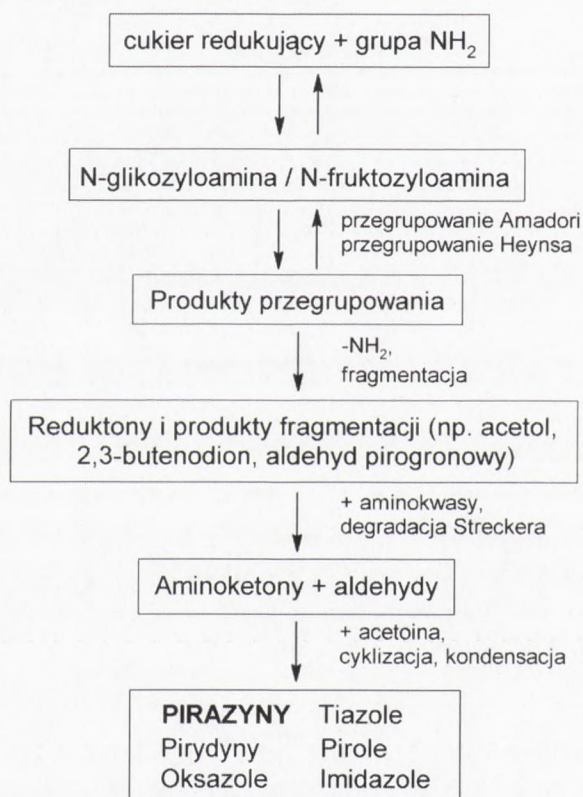 cukier redukujący + grupa NH₂
N-glikozyloamina / N-fruktozyloamina
przegrupowanie Amadori
przegrupowanie Heynsa
Produkty przegrupowania
-NH₂,
fragmentacja
Reduktony i produkty fragmentacji (np. acetol,
2,3-butenodion, aldehyd pirogronowy)
+ aminokwasy,
degradacja Streckera
Aminoketony + aldehydy
+ acetoina,
cyklizacja, kondensacja
PIRAZYNY Tiazole
Pirydyny Pirole
Oksazole Imidazole